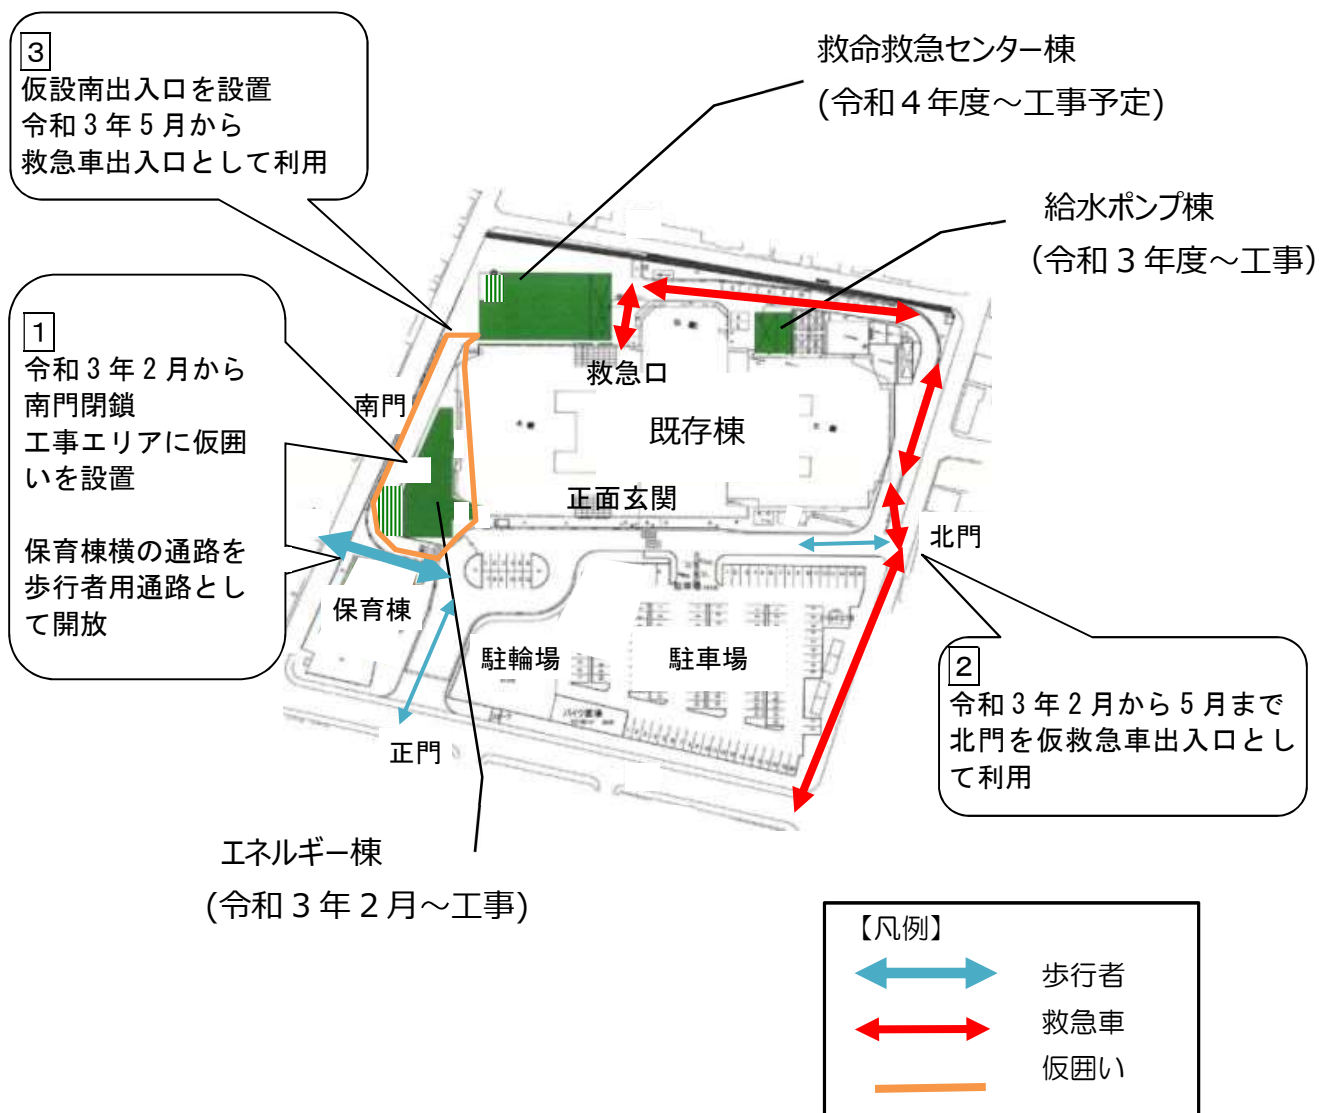 3
仮設南出入口を設置
令和３年５月から
救急車出入口として利用
救命救急センター棟
(令和４年度～工事予定)
給水ポンプ棟
（令和３年度～工事）
1
令和３年２月から
南門閉鎖
工事エリアに仮囲
いを設置
保育棟横の通路を
歩行者用通路とし
て開放
南門
救急口
既存棟
正面玄関
北門
保育棟
駐輪場
駐車場
バイク置場
正門
2
令和３年２月から５月まで
北門を仮救急車出入口とし
て利用
エネルギー棟
(令和３年２月～工事)
【凡例】
歩行者
救急車
仮囲い